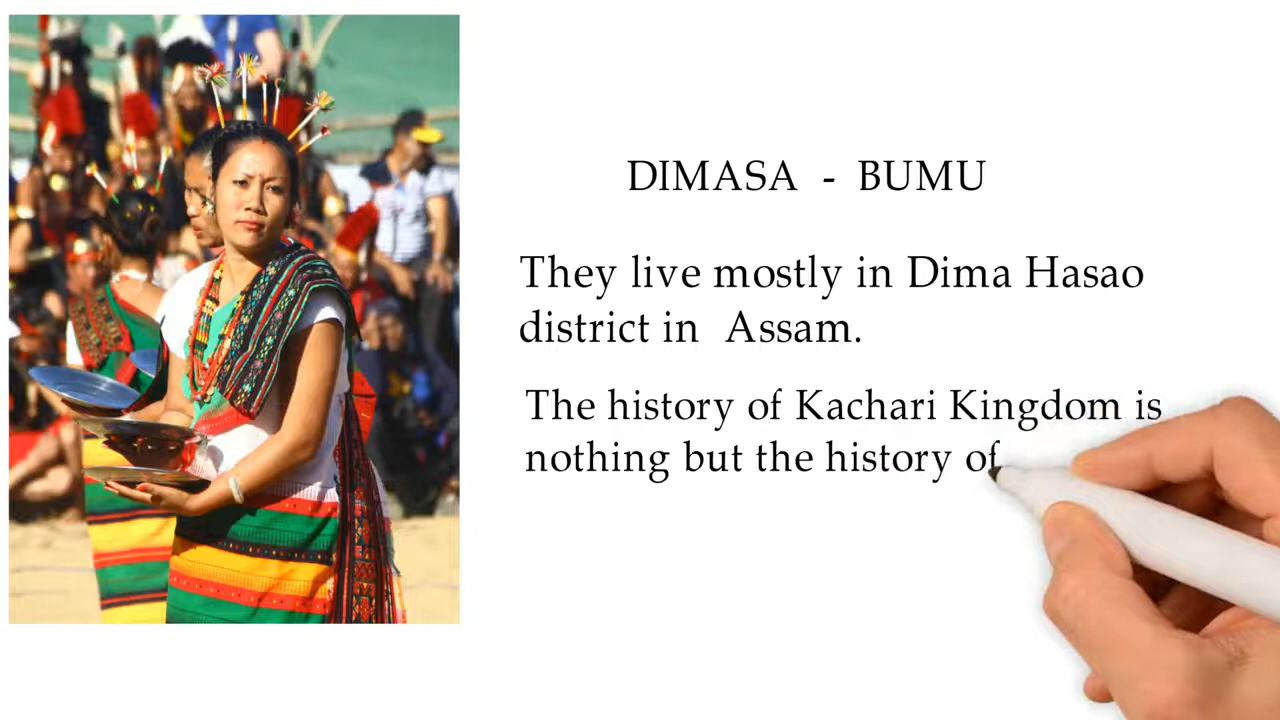 DIMASA - BUMU
They live mostly in Dima Hasao
district in Assam.
The history of Kachari Kingdom is
nothing but the history of